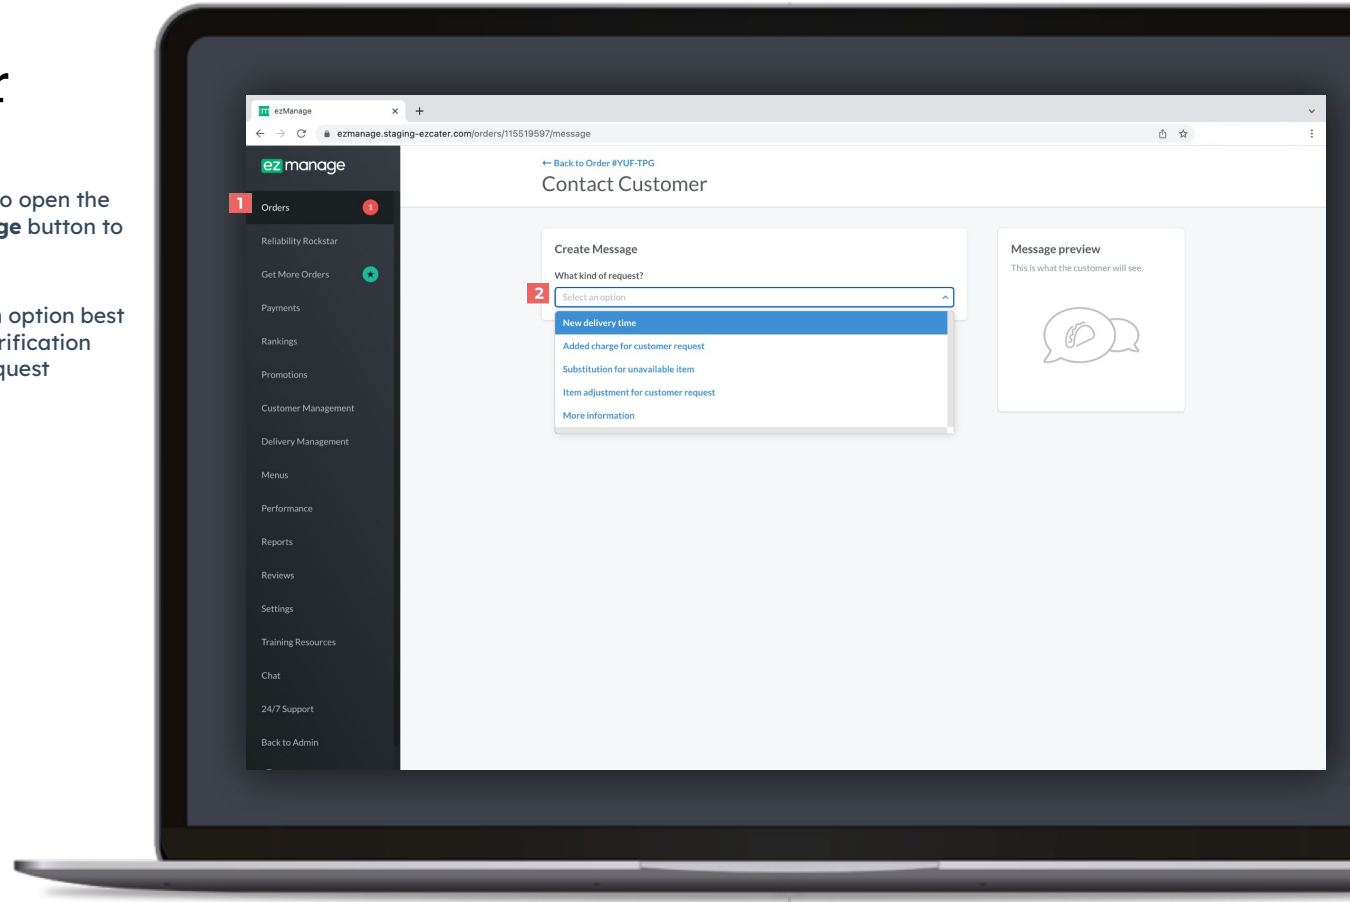 r
o open the
ge button to
option best
rification
quest
ezManage
ezmanage.staging-ezcater.com/orders/115519597/message
ez manage
← Back to Order #YUF-TPG
Contact Customer
1
Orders
1
Reliability Rockstar
Get More Orders
Payments
Rankings
Promotions
Customer Management
Delivery Management
Menus
Performance
Reports
Reviews
Settings
Training Resources
Chat
24/7 Support
Back to Admin
Create Message
What kind of request?
2
Select an option
New delivery time
Added charge for customer request
Substitution for unavailable item
Item adjustment for customer request
More information
Message preview
This is what the customer will see.